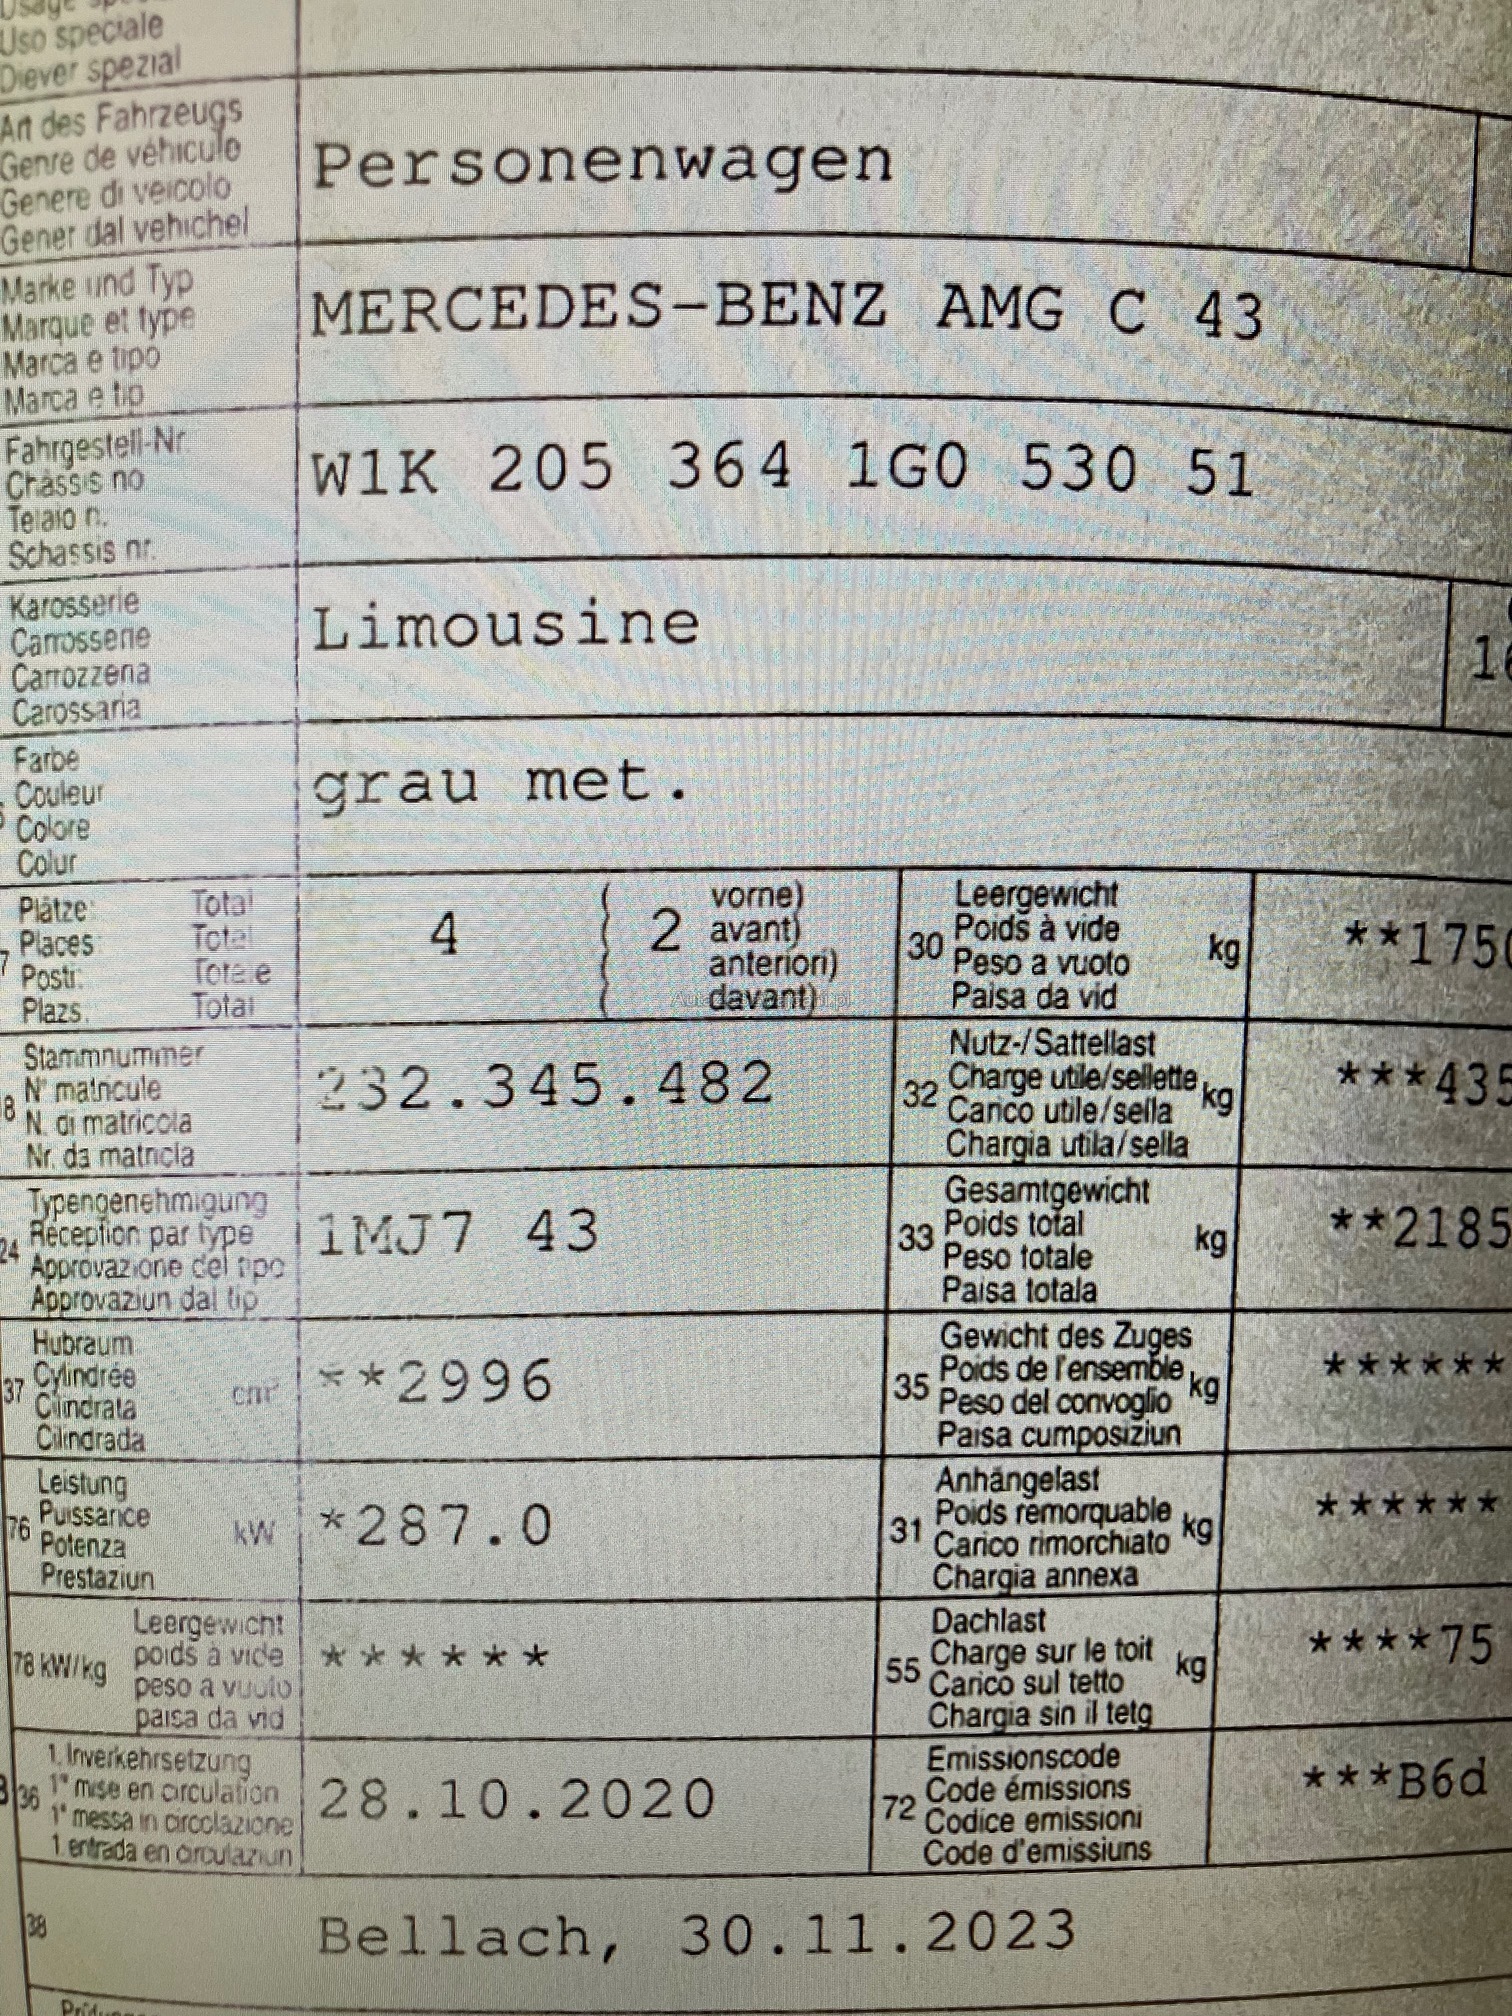 Uso speciale
Diever spezial
Art des Fahrzeugs
Genre de véhicule
Genere di veicolo
Gener dal vehichel
Personenwagen
Marke und Typ
Marque et type
Marca e tipo
Marca e tip
MERCEDES-BENZ AMG C 43
Fahrgestell-Nr.
Châssis no
Telaio n.
Schassis nr.
W1K 205 364 1G0 530 51
Karosserie
Carrosserie
Carrozzeria
Carossaria
Limousine
Farbe
Couleur
Colore
Colur
grau met.
Plätze: Total
Places: Total
Posti: Totale
Plazs. Total
4
2
vorne)
avant)
anteriori)
davant)
30
Leergewicht
Poids à vide
Peso a vuoto
Paisa da vid
kg
Stammnummer
N° matricule
N. di matricola
Nr. da matricla
232.345.482
32
Nutz-/Sattellast
Charge utile/sellette
Carico utile/sella
Chargia utila/sella
kg
***435
24
Typengenehmigung
Réception par type
Approvazione del tipo
Approvaziun dal tip
1MJ7 43
33
Gesamtgewicht
Poids total
Peso totale
Paisa totala
kg
**2185
37
Hubraum
Cylindrée
Cilindrata
Cilindrada
cm³
**2996
35
Gewicht des Zuges
Poids de l'ensemble
Peso del convoglio
Paisa cumposiziun
kg
******
76
Leistung
Puissance
Potenza
Prestaziun
kW
*287.0
31
Anhängelast
Poids remorquable
Carico rimorchiato
Chargia annexa
kg
******
78 kW/kg
Leergewicht
poids à vide
peso a vuoto
paisa da vid
******
55
Dachlast
Charge sur le toit
Carico sul tetto
Chargia sin il tetg
kg
****75
36
1. Inverkehrsetzung
1ʳᵉ mise en circulation
1ª messa in circolazione
1. entrada en circulaziun
28.10.2020
72
Emissionscode
Code émissions
Codice emissioni
Code d'emissiuns
***B6d
38
Bellach, 30.11.2023